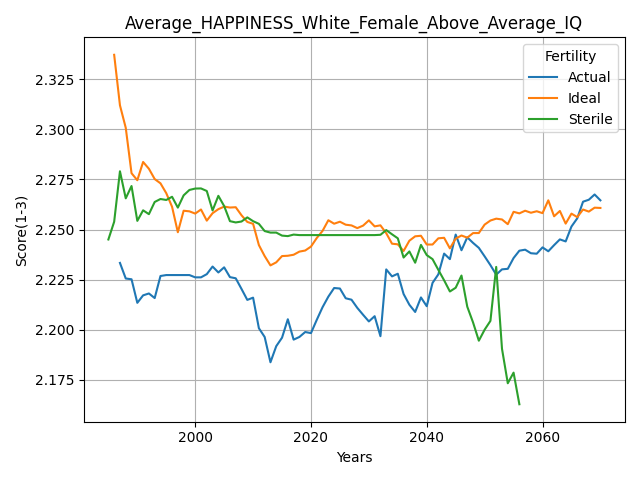 Average_HAPPINESS_White_Female_Above_Average_IQ
Fertility
Actual
Ideal
Sterile
Score(1-3)
2.325
2.300
2.275
2.250
2.225
2.200
2.175
2000
2020
2040
2060
Years